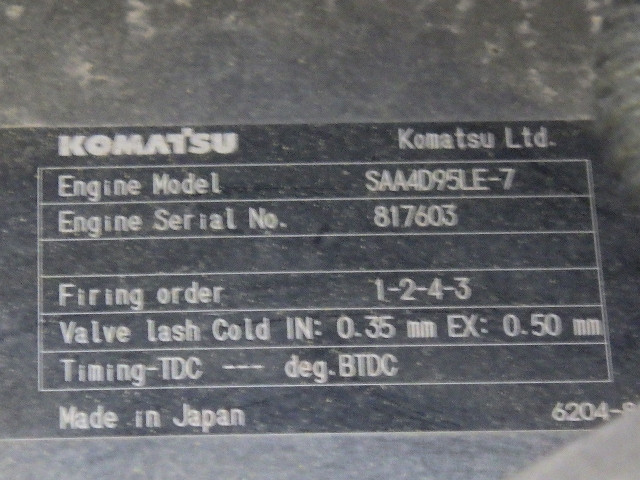 KOMATSU Komatsu Ltd.
Engine Model SAA4D95LE-7
Engine Serial No. 817603
Firing order 1-2-4-3
Valve lash Cold IN: 0.35 mm EX: 0.50 mm
Timing-TDC --- deg.BTDC
Made in Japan 6204-